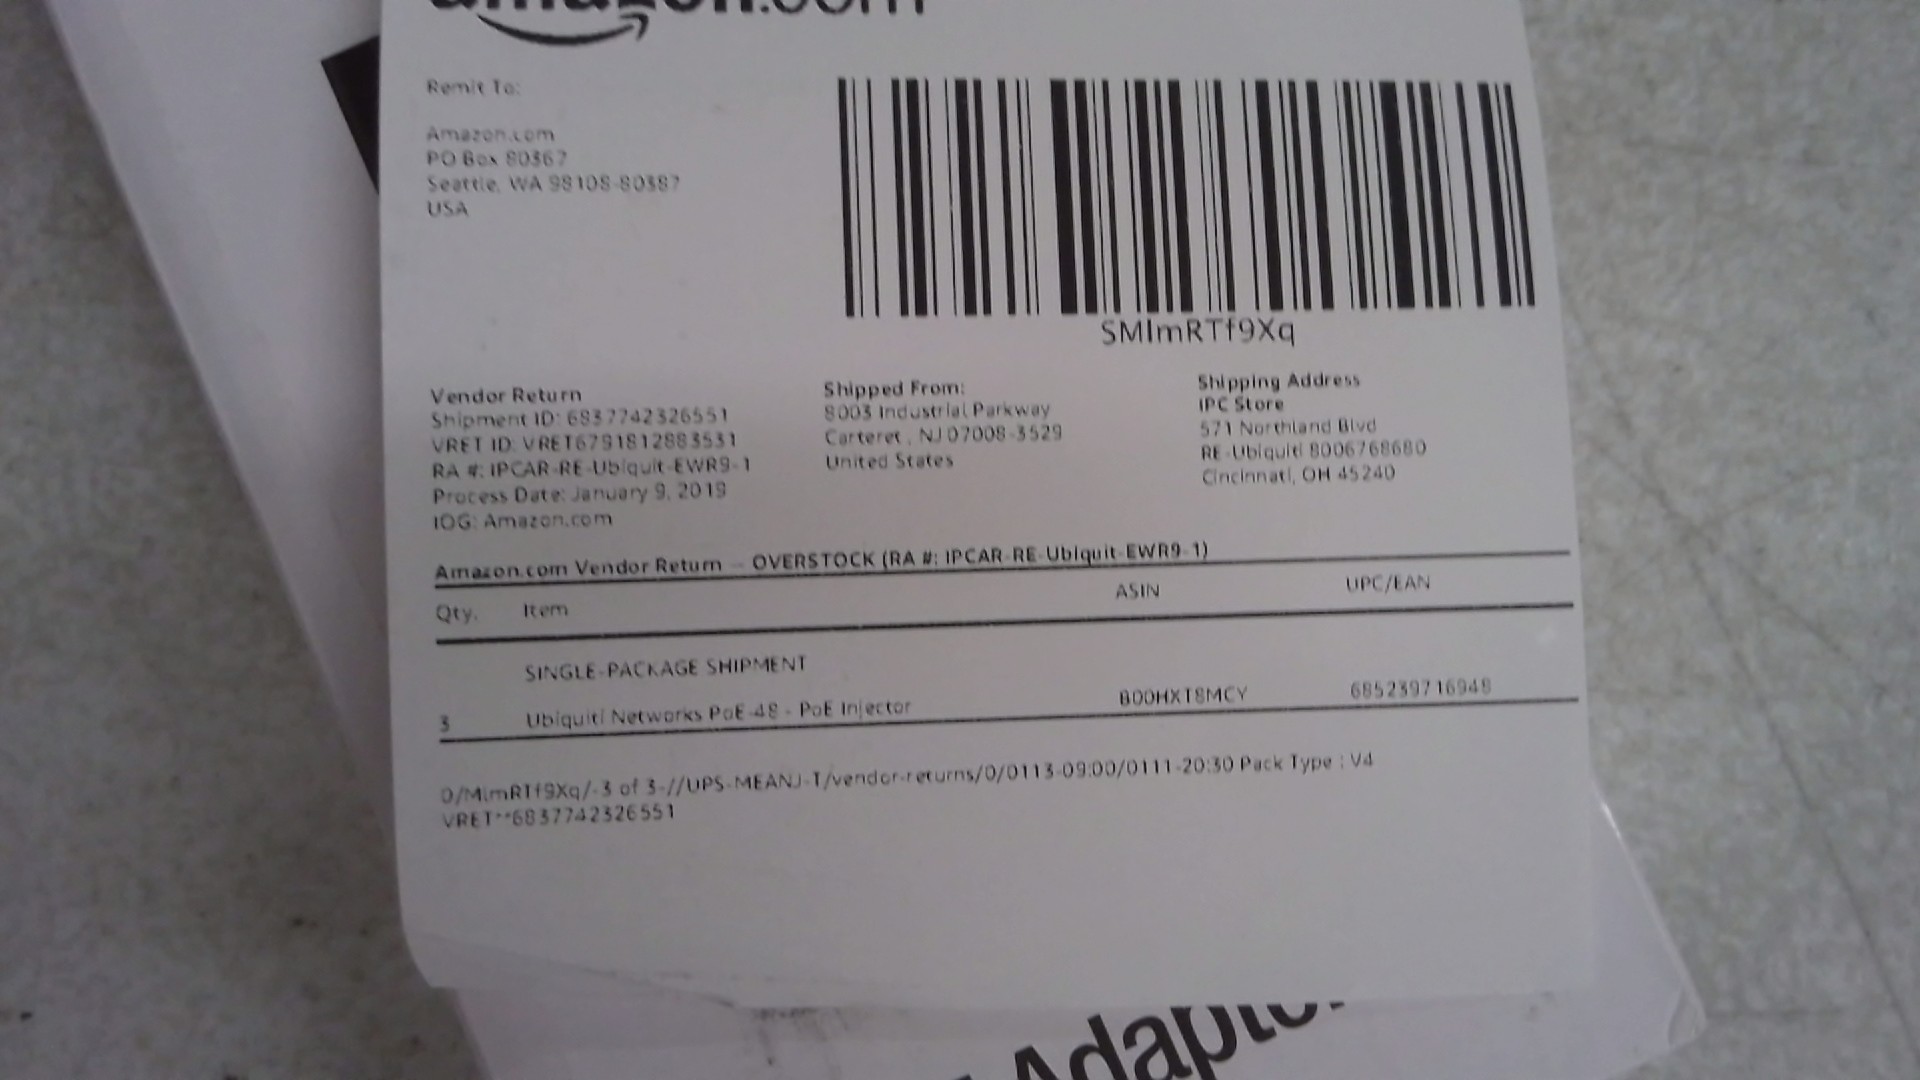 amazon.com
Remit To:
Amazon.com
PO Box 80367
Seattle, WA 98108-80387
USA
SMImRTf9Xq
Vendor Return
Shipment ID: 6837742326551
VRET ID: VRET6791812883531
RA #: IPCAR-RE-Ubiquit-EWR9-1
Process Date: January 9, 2019
IOG: Amazon.com
Shipped From:
8003 Industrial Parkway
Carteret , NJ 07008-3529
United States
Shipping Address
IPC Store
571 Northland Blvd
RE-Ubiquiti 8006768680
Cincinnati, OH 45240
Amazon.com Vendor Return - OVERSTOCK (RA #: IPCAR-RE-Ubiquit-EWR9-1)
Qty. Item ASIN UPC/EAN
SINGLE-PACKAGE SHIPMENT
3 Ubiquiti Networks PoE-48 - PoE Injector B00HXT8MCY 685239716948
0/MImRTf9Xq/-3 of 3-//UPS-MEANJ-T/vendor-returns/0/0113-09:00/0111-20:30 Pack Type : V4
VRET**6837742326551
Adaptor